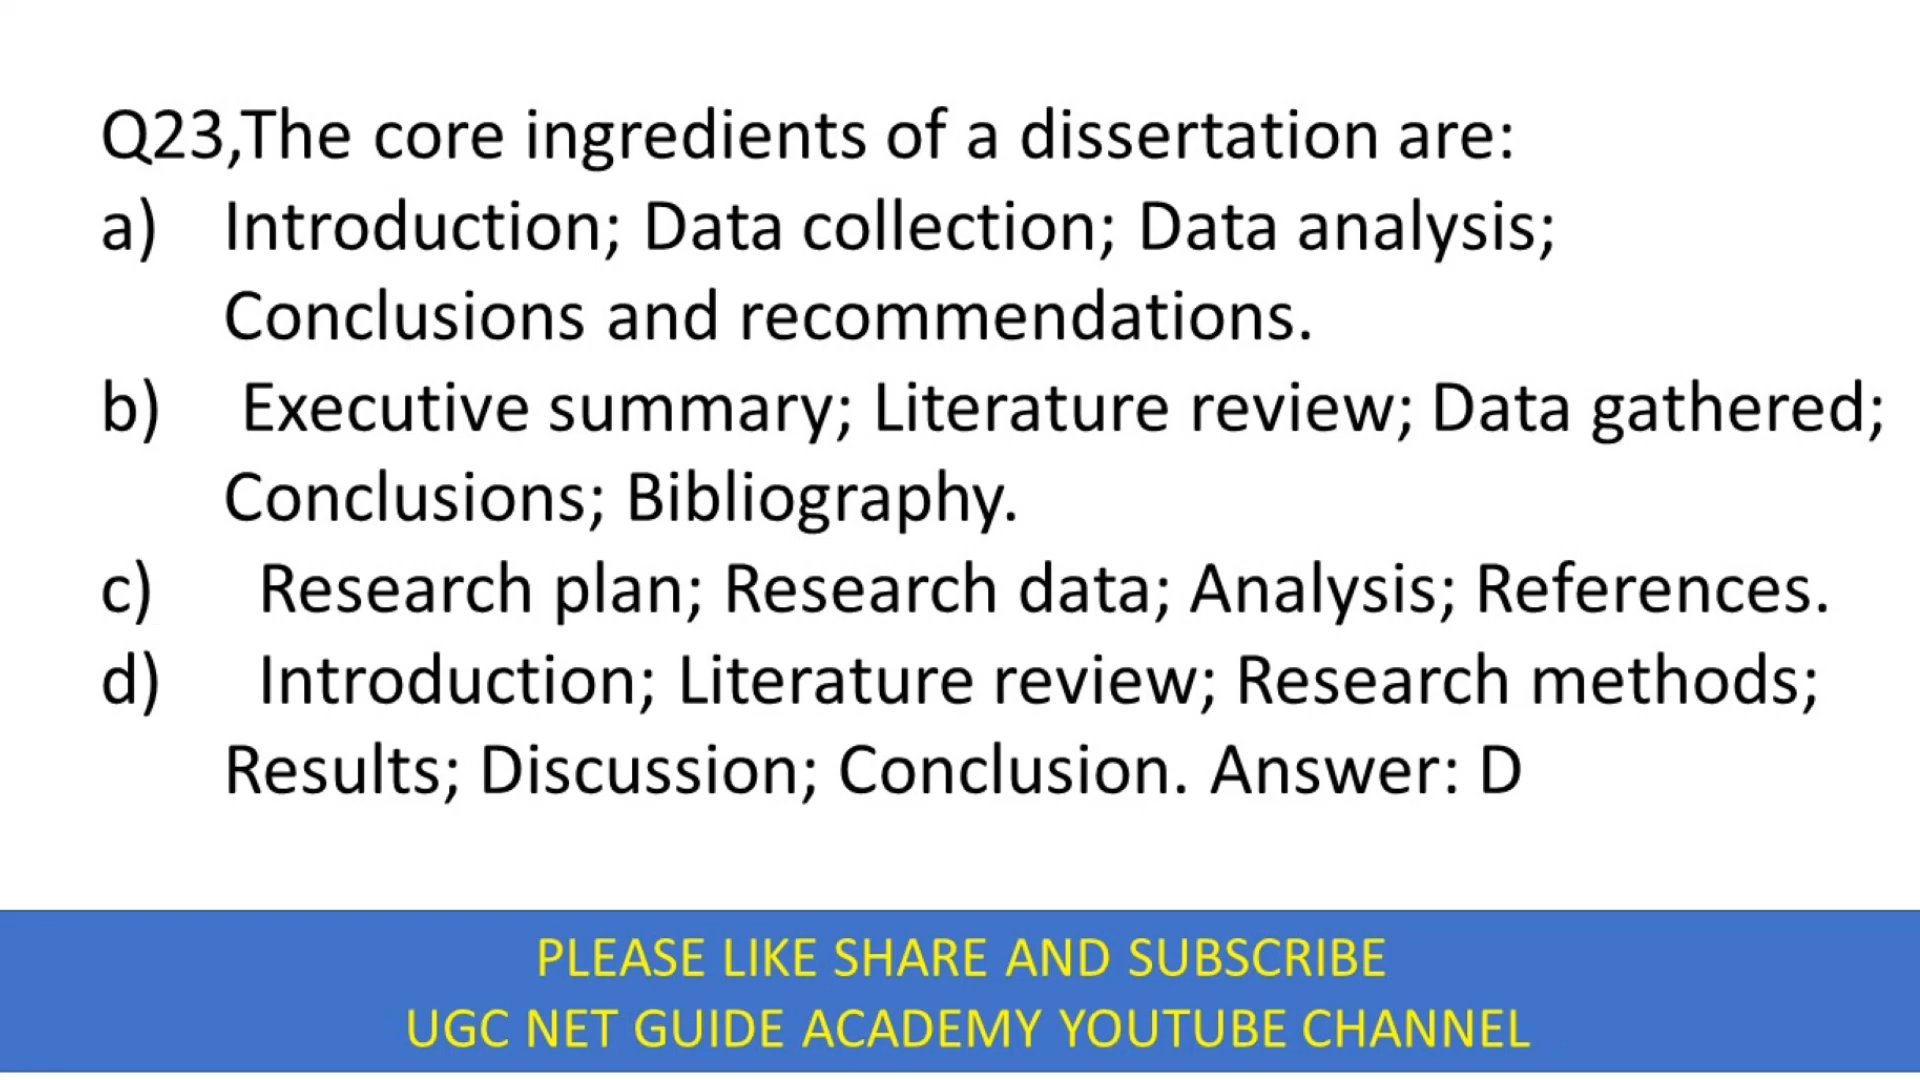 Q23,The core ingredients of a dissertation are:
a) Introduction; Data collection; Data analysis;
Conclusions and recommendations.
b) Executive summary; Literature review; Data gathered;
Conclusions; Bibliography.
c) Research plan; Research data; Analysis; References.
d) Introduction; Literature review; Research methods;
Results; Discussion; Conclusion. Answer: D
PLEASE LIKE SHARE AND SUBSCRIBE
UGC NET GUIDE ACADEMY YOUTUBE CHANNEL